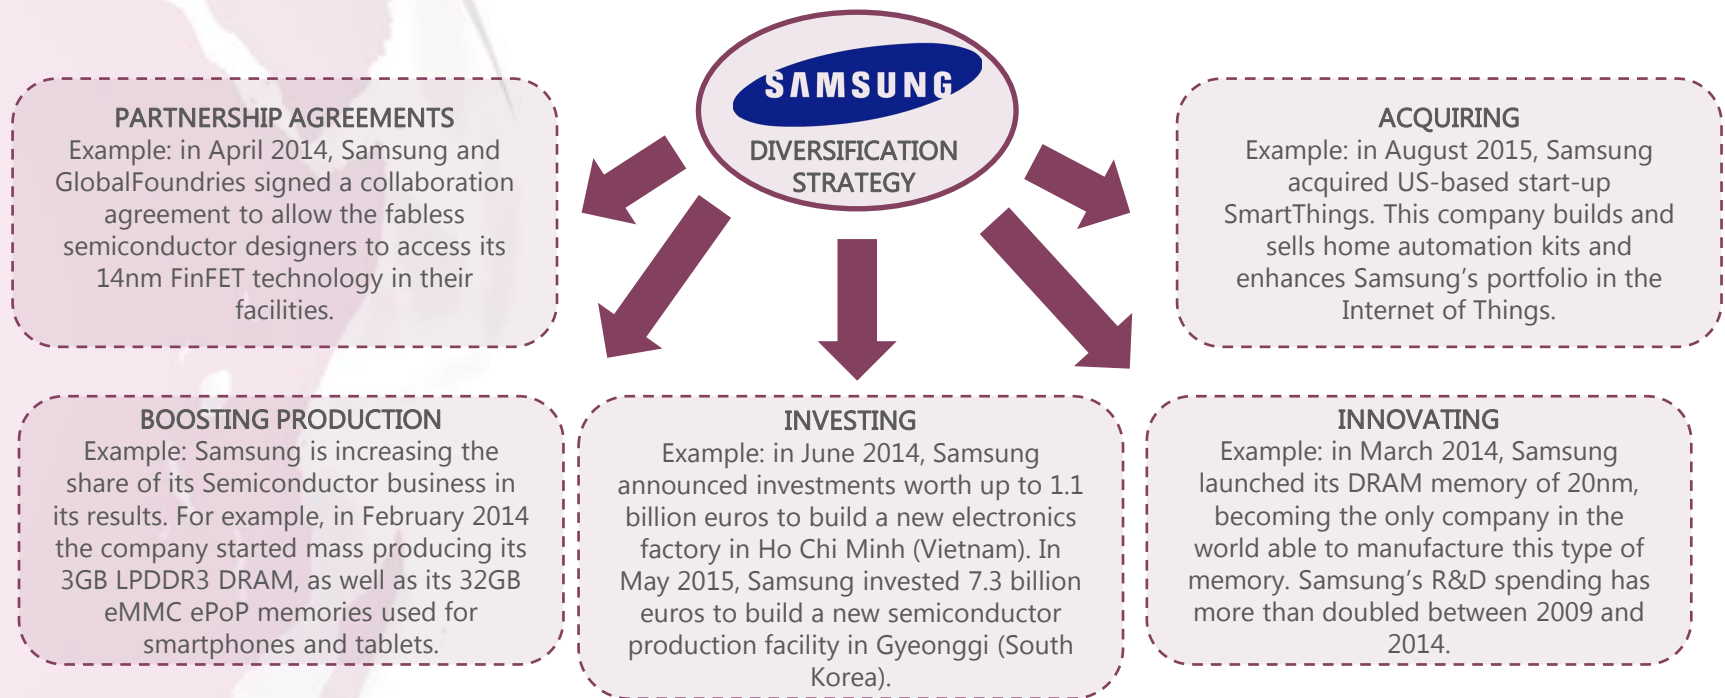 SAMSUNG
DIVERSIFICATION
STRATEGY
PARTNERSHIP AGREEMENTS
Example: in April 2014, Samsung and
GlobalFoundries signed a collaboration
agreement to allow the fabless
semiconductor designers to access its
14nm FinFET technology in their
facilities.
ACQUIRING
Example: in August 2015, Samsung
acquired US-based start-up
SmartThings. This company builds and
sells home automation kits and
enhances Samsung’s portfolio in the
Internet of Things.
BOOSTING PRODUCTION
Example: Samsung is increasing the
share of its Semiconductor business in
its results. For example, in February 2014
the company started mass producing its
3GB LPDDR3 DRAM, as well as its 32GB
eMMC ePoP memories used for
smartphones and tablets.
INVESTING
Example: in June 2014, Samsung
announced investments worth up to 1.1
billion euros to build a new electronics
factory in Ho Chi Minh (Vietnam). In
May 2015, Samsung invested 7.3 billion
euros to build a new semiconductor
production facility in Gyeonggi (South
Korea).
INNOVATING
Example: in March 2014, Samsung
launched its DRAM memory of 20nm,
becoming the only company in the
world able to manufacture this type of
memory. Samsung’s R&D spending has
more than doubled between 2009 and
2014.